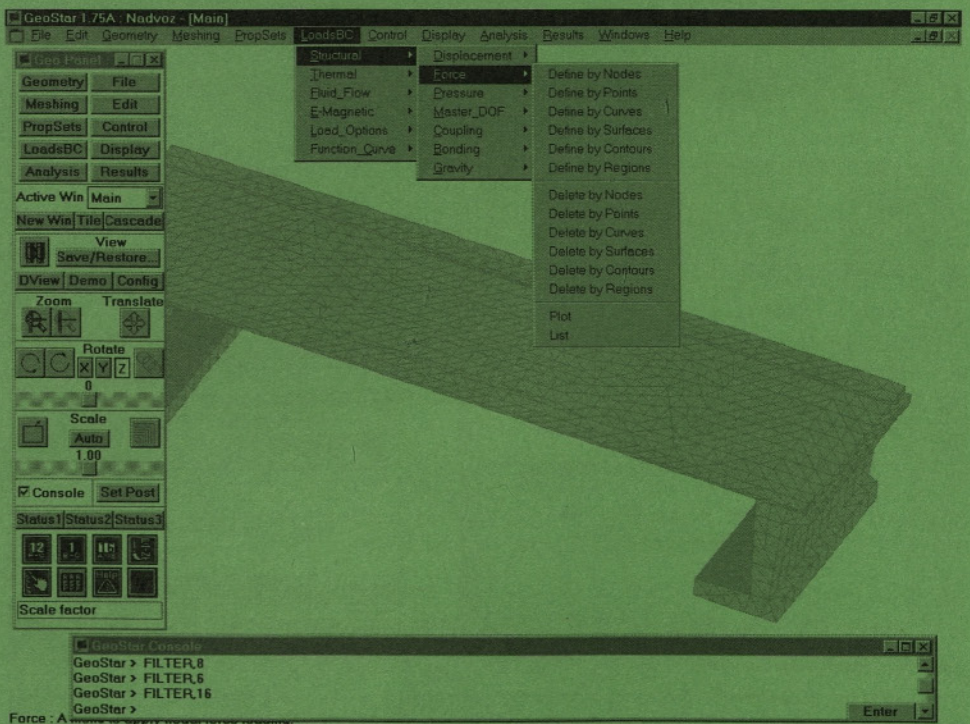 GeoStar 1.75A : Nadvoz - [Main]
File Edit Geometry Meshing PropSets LoadsBC Control Display Analysis Results Windows Help
Geo Panel
Geometry File
Meshing Edit
PropSets Control
LoadsBC Display
Analysis Results
Active Win Main
New Win Tile Cascade
View
Save/Restore...
DView Demo Config
Zoom Translate
Rotate
X Y Z
0
Scale
Auto
1.00
Console Set Post
Status1 Status2 Status3
12 1
Help
Scale factor
Structural
Thermal
Fluid_Flow
E-Magnetic
Load_Options
Function_Curve
Displacement
Force
Pressure
Master_DOF
Coupling
Bonding
Gravity
Define by Nodes
Define by Points
Define by Curves
Define by Surfaces
Define by Contours
Define by Regions
Delete by Nodes
Delete by Points
Delete by Curves
Delete by Surfaces
Delete by Contours
Delete by Regions
Plot
List
GeoStar Console
GeoStar > FILTER,8
GeoStar > FILTER,6
GeoStar > FILTER,16
GeoStar >
Enter
Force : A